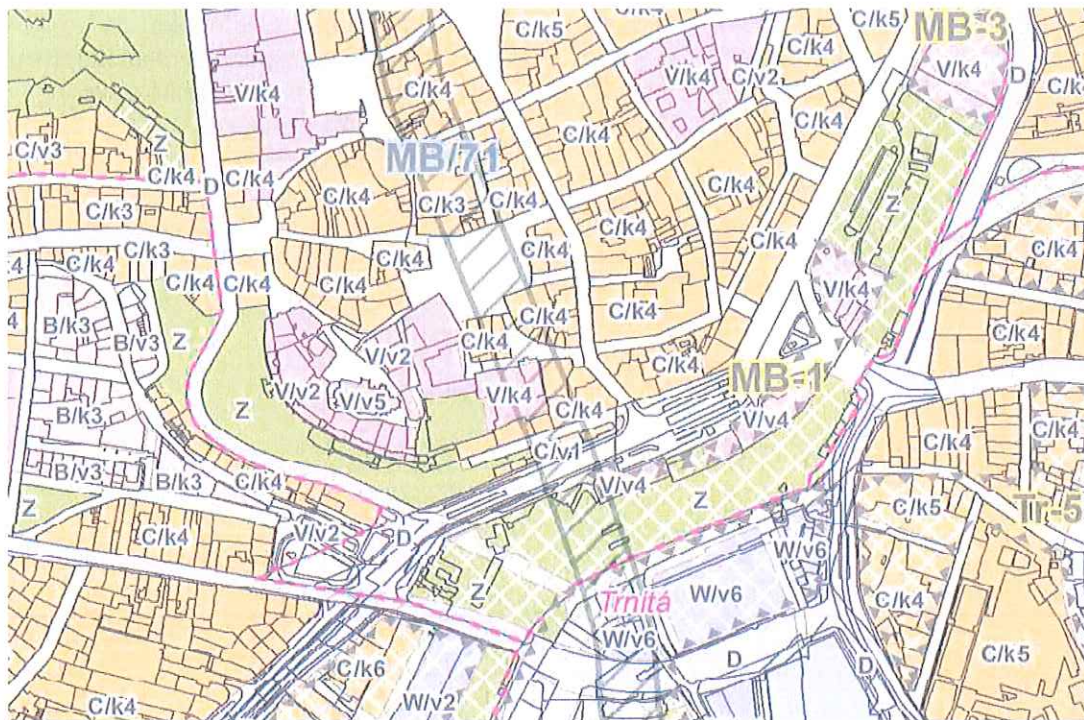 C/k4
C/k5
C/k4
C/k5
MB-3
V/k4
C/k4
V/k4
C/v2
V/k4
D
C/k4
Z
C/v3
C/k4
D
C/k4
MB/71
C/k4
C/k4
C/k3
C/k4
Z
C/k4
C/k3
C/k4
C/k4
C/k4
C/k4
C/k4
C/k4
V/k4
C/k4
C/k4
C/k4
C/k4
B/k3
B/v3
Z
C/k4
C/k4
C/k4
V/v2
MB-1
Z
V/v2
V/v5
V/k4
C/k4
V/v4
B/k3
B/v3
B/k3
C/k4
C/v1
C/k4
C/k4
V/v4
Z
C/k5
Tr-5
Z
C/k4
V/v2
D
W/v6
Z
Trnitá
W/v6
C/k4
W/v6
D
D
C/k5
C/k6
W/v2
C/k4